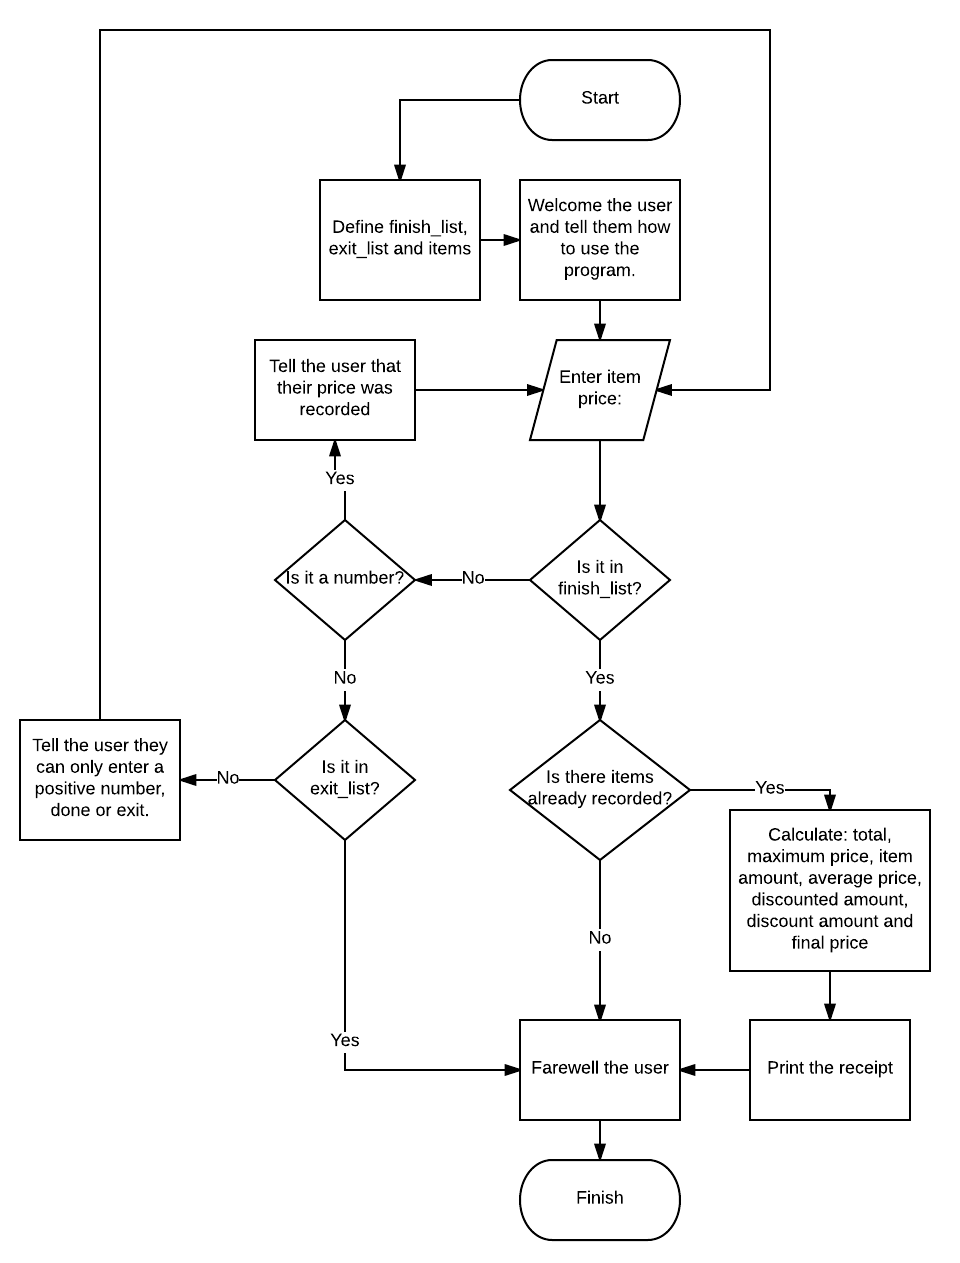 Start
Define finish_list,
exit_list and items
Welcome the user
and tell them how
to use the
program.
Tell the user that
their price was
recorded
Enter item
price:
Yes
Is it a number?
No
Is it in
finish_list?
No
Yes
Tell the user they
can only enter a
positive number,
done or exit.
No
Is it in
exit_list?
Is there items
already recorded?
Yes
Calculate: total,
maximum price, item
amount, average price,
discounted amount,
discount amount and
final price
No
Yes
Farewell the user
Print the receipt
Finish